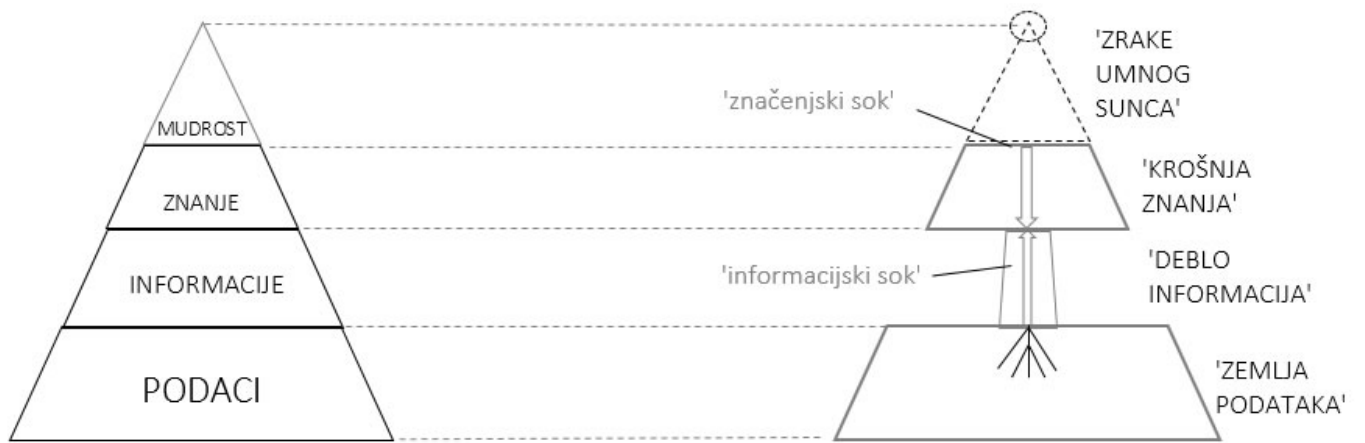 MUDROST
ZNANJE
INFORMACIJE
PODACI
'značenjski sok'
'informacijski sok'
'ZRAKE
UMNOG
SUNCA'
'KROŠNJA
ZNANJA'
'DEBLO
INFORMACIJA'
'ZEMLJA
PODATAKA'